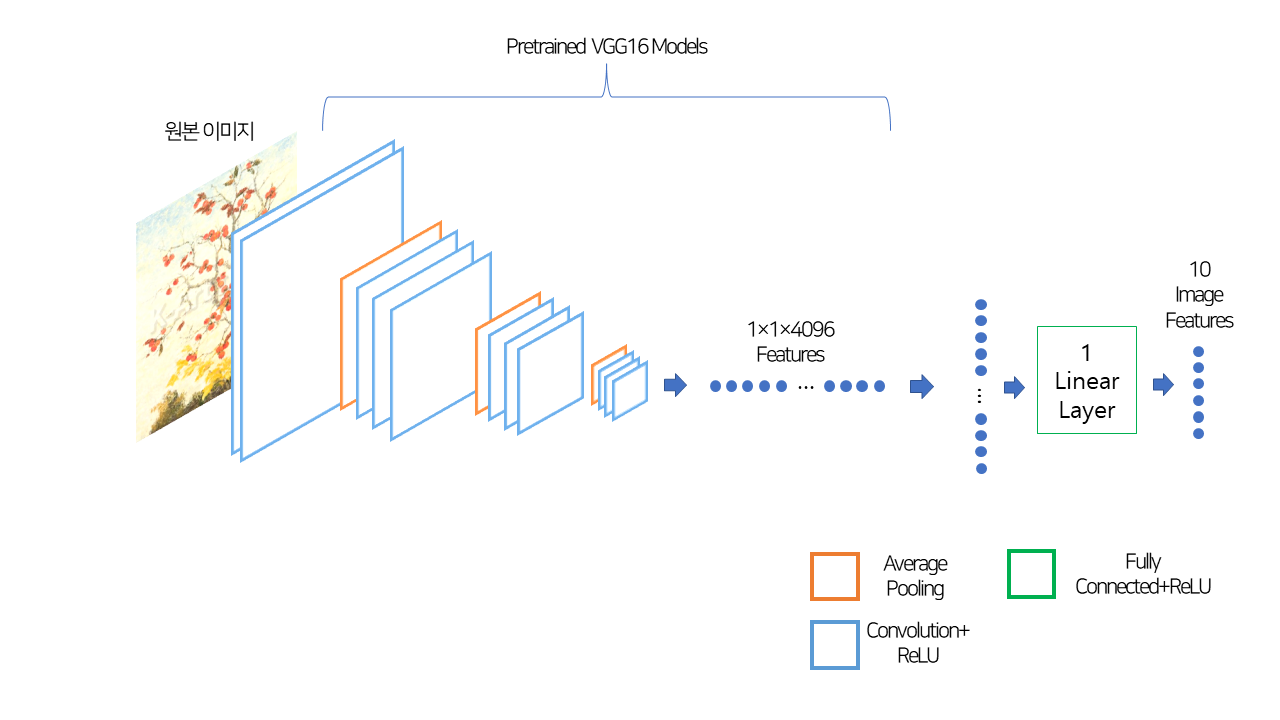 Pretrained VGG16 Models
원본 이미지
1×1×4096
Features
...
...
1
Linear
Layer
10
Image
Features
Average
Pooling
Fully
Connected+ReLU
Convolution+
ReLU